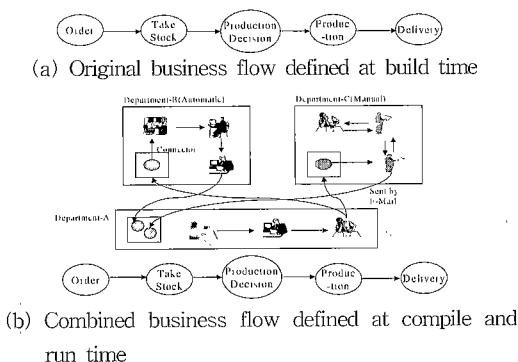 Order
Take
Stock
Production
Decision
Produc
-tion
Delivery
(a) Original business flow defined at build time
Department-B(Automatic)
Department-C(Manual)
Connector
Sent by
E-Mail
Department-A
Order
Take
Stock
Production
Decision
Produc
-tion
Delivery
(b) Combined business flow defined at compile and
run time